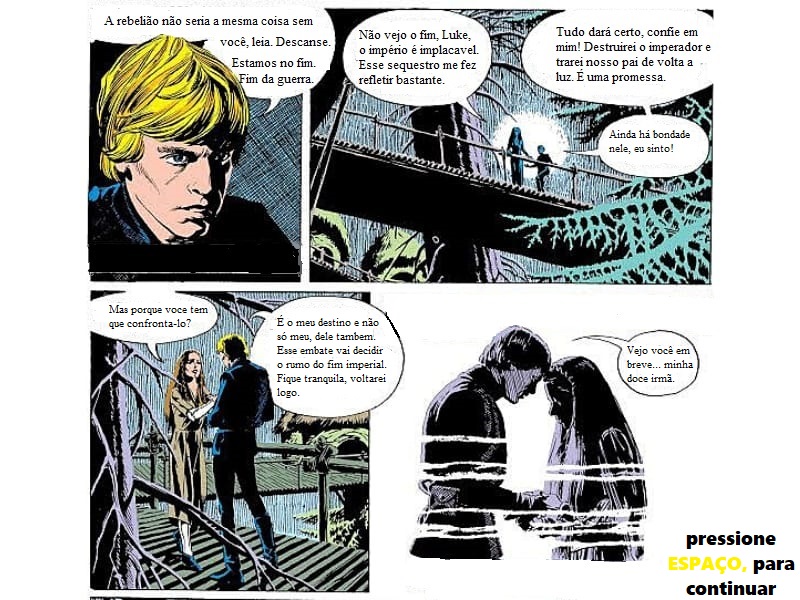 A rebelião não seria a mesma coisa sem
você, leia. Descanse.
Estamos no fim.
Fim da guerra.
Não vejo o fim, Luke,
o império é implacavel.
Esse sequestro me fez
refletir bastante.
Tudo dará certo, confie em
mim! Destruirei o imperador e
trarei nosso pai de volta a
luz. É uma promessa.
Ainda há bondade
nele, eu sinto!
Mas porque voce tem
que confronta-lo?
É o meu destino e não
só meu, dele tambem.
Esse embate vai decidir
o rumo do fim imperial.
Fique tranquila, voltarei
logo.
Vejo você em
breve... minha
doce irmã.
pressione
ESPAÇO, para
continuar